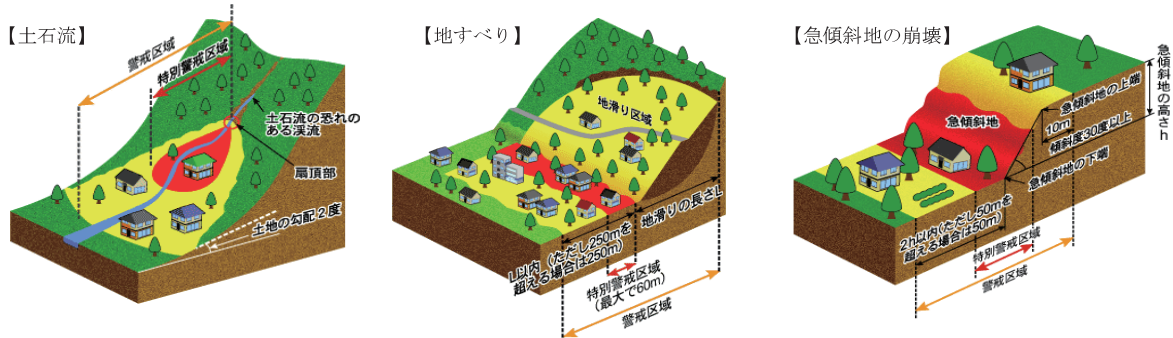 【土石流】
警戒区域
特別警戒区域
土石流の恐れの
ある渓流
扇頂部
土地の勾配2度
【地すべり】
地滑り区域
地滑りの長さL
L以内(ただし250mを
超える場合は250m)
特別警戒区域
(最大で60m)
警戒区域
【急傾斜地の崩壊】
急傾斜地
急傾斜地の上端
10m
傾斜度30度以上
急傾斜地の下端
急傾斜地の高さh
2h以内(ただし50mを
超える場合は50m)
特別警戒区域
警戒区域